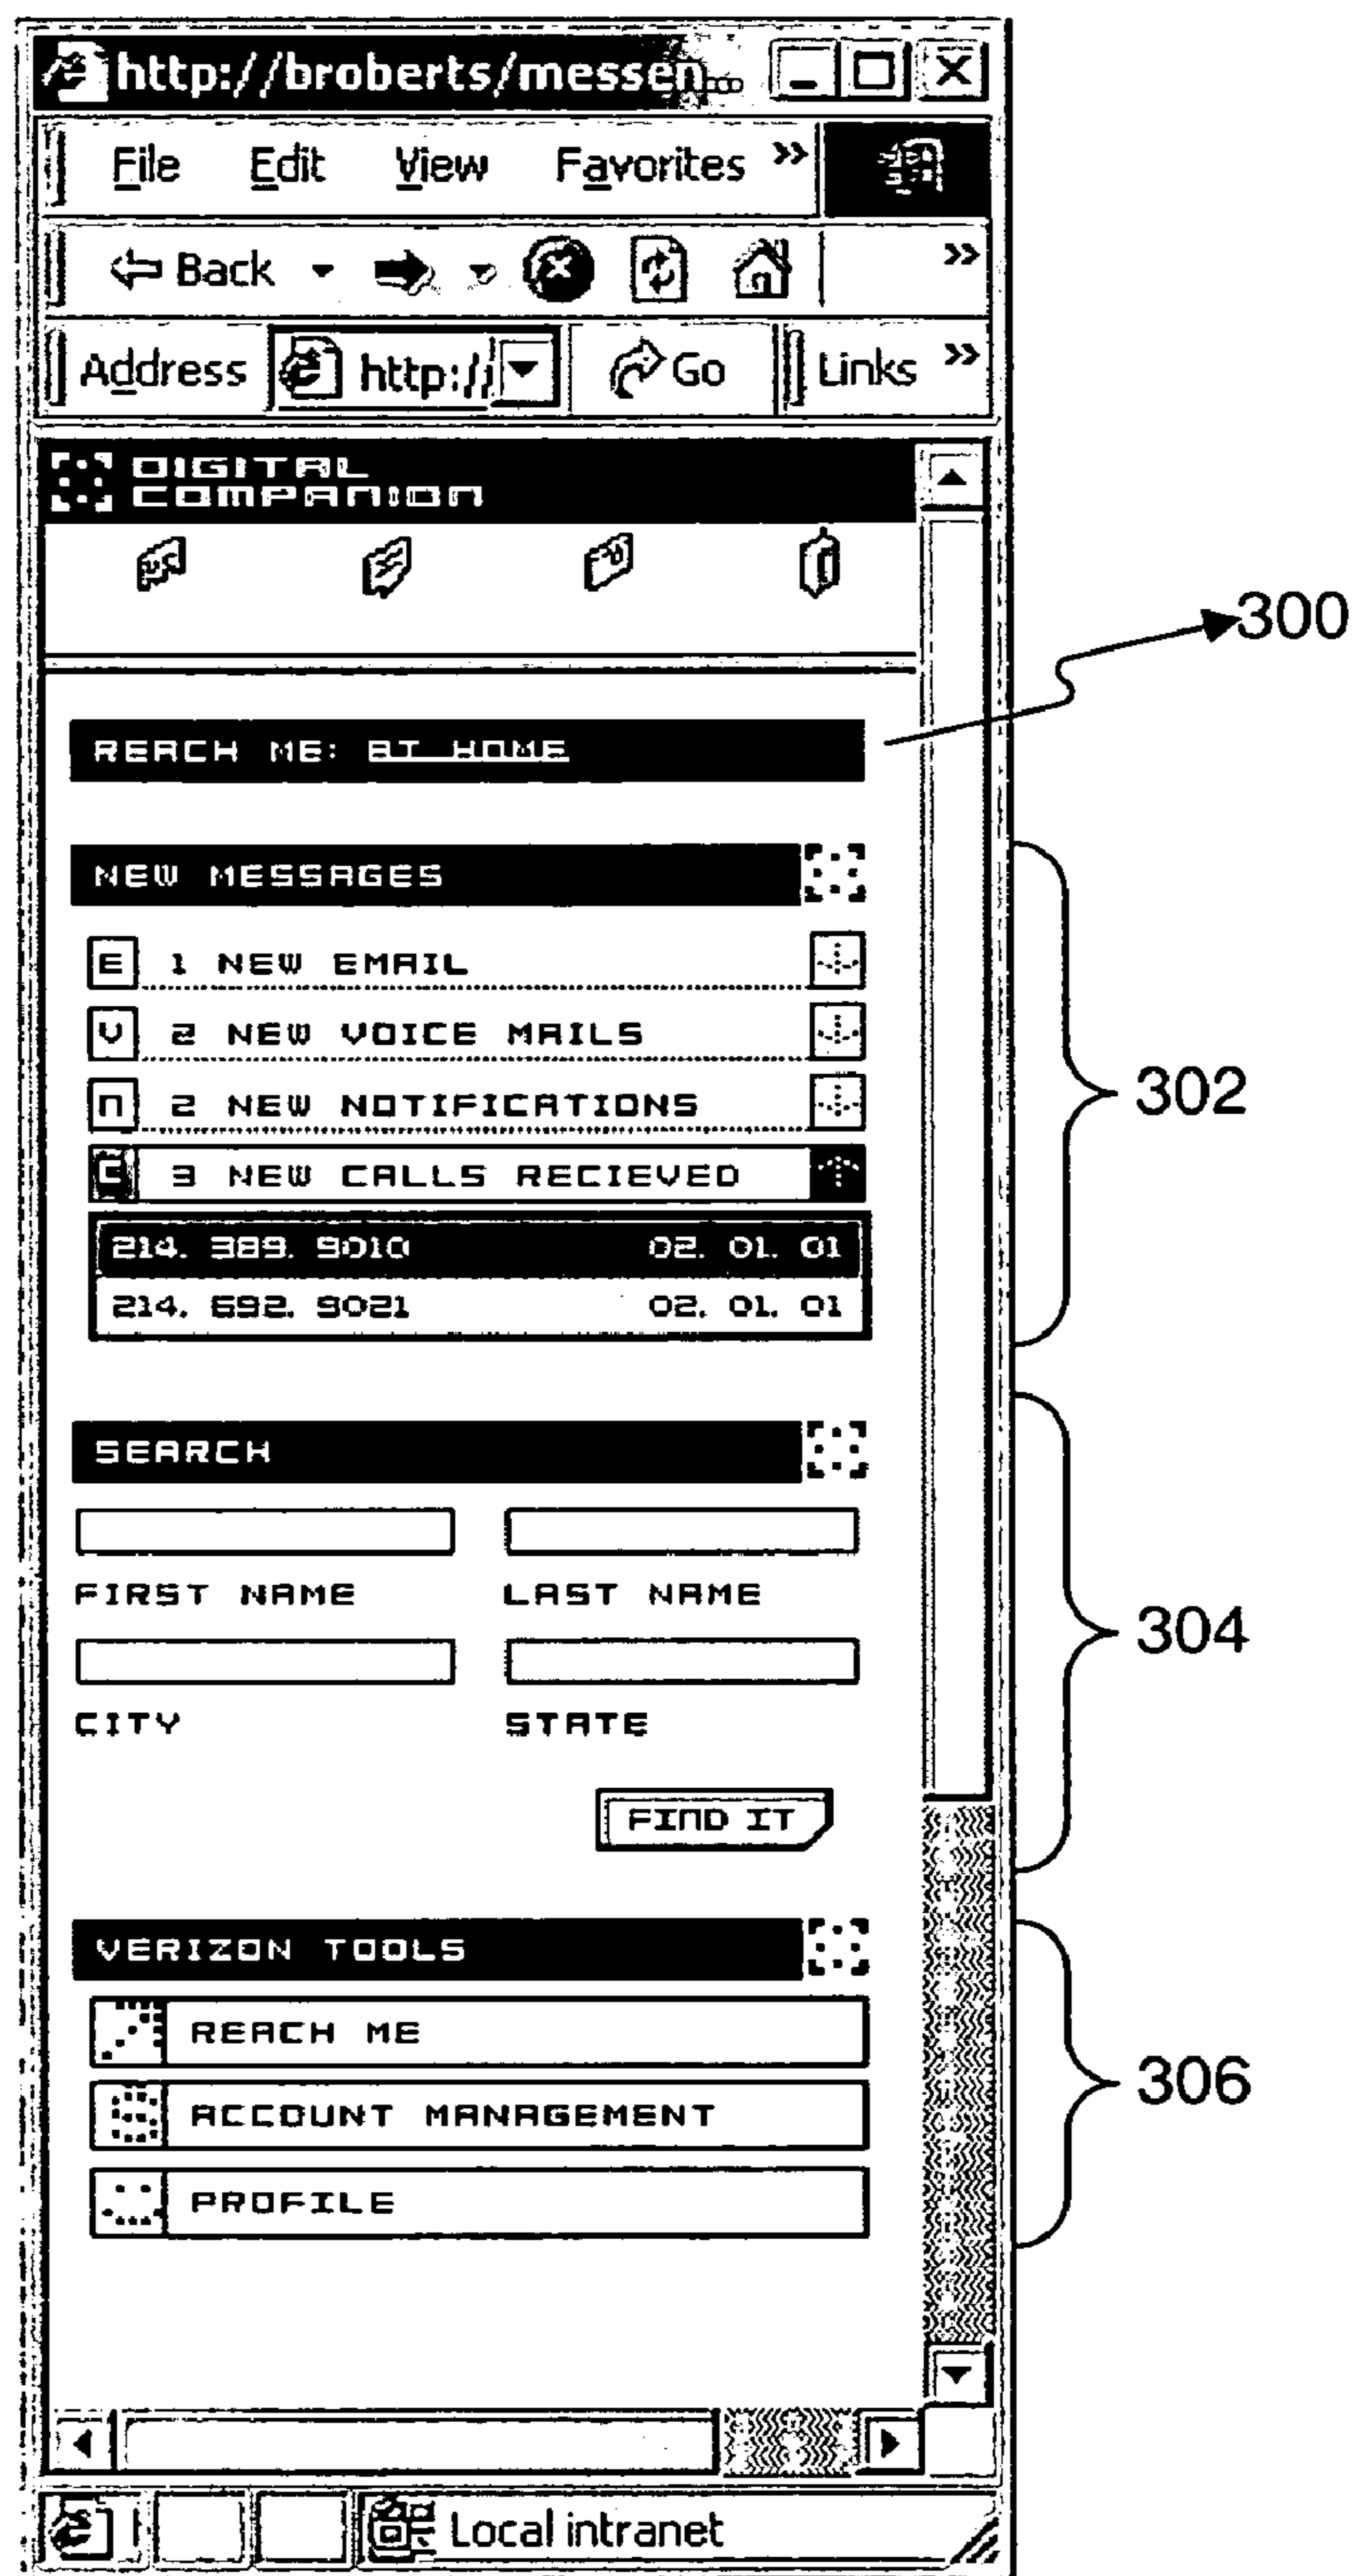 http://broberts/messen...
File Edit View Favorites »
Back »
Address http:// Go Links »
DIGITAL
COMPANION
300
REACH ME: AT HOME
NEW MESSAGES
E 1 NEW EMAIL
V 2 NEW VOICE MAILS
302
N 2 NEW NOTIFICATIONS
C 3 NEW CALLS RECIEVED
214. 389. 9010 02. 01. 01
214. 692. 9021 02. 01. 01
SEARCH
FIRST NAME LAST NAME
304
CITY STATE
FIND IT
VERIZON TOOLS
REACH ME
306
ACCOUNT MANAGEMENT
PROFILE
Local intranet